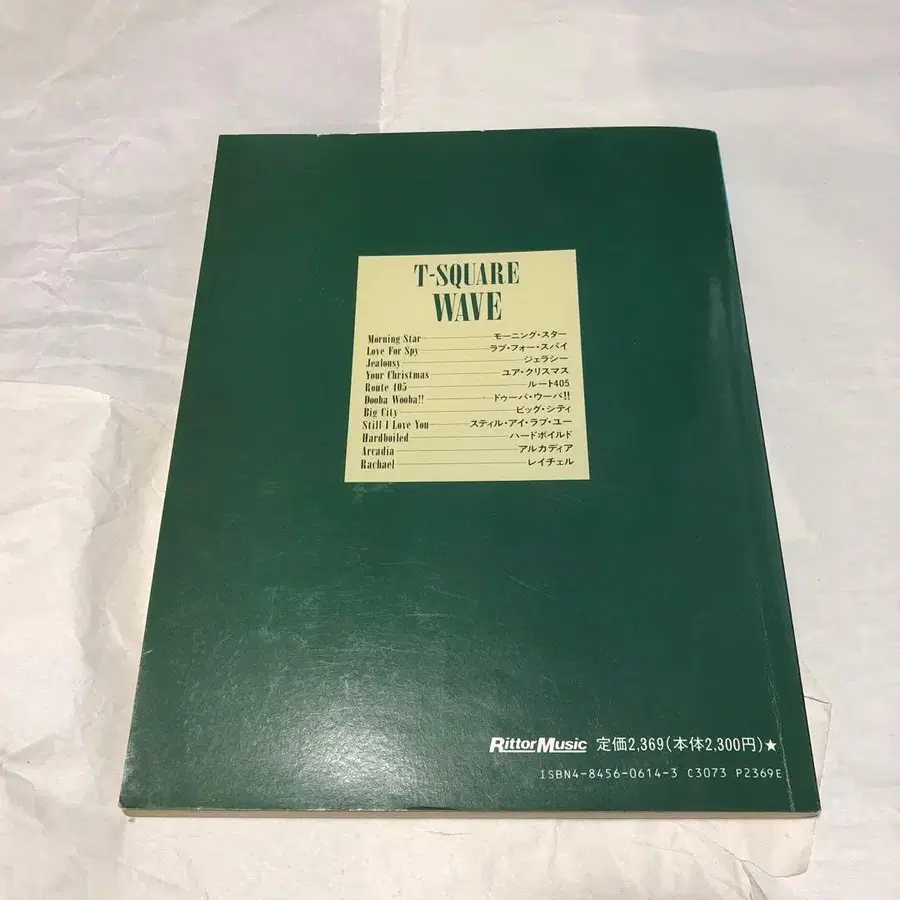 T-SQUARE
WAVE
Morning Star モーニング・スター
Love For Spy ラブ・フォー・スパイ
Jealousy ジェラシー
Your Christmas ユア・クリスマス
Route 405 ルート405
Dooba Wooba!! ドゥーバ・ウーバ!!
Big City ビッグ・シティ
Still I Love You スティル・アイ・ラブ・ユー
Hardboiled ハードボイルド
Arcadia アルカディア
Rachael レイチェル
RittorMusic 定価2,369(本体2,300円)★
ISBN4-8456-0614-3 C3073 P2369E